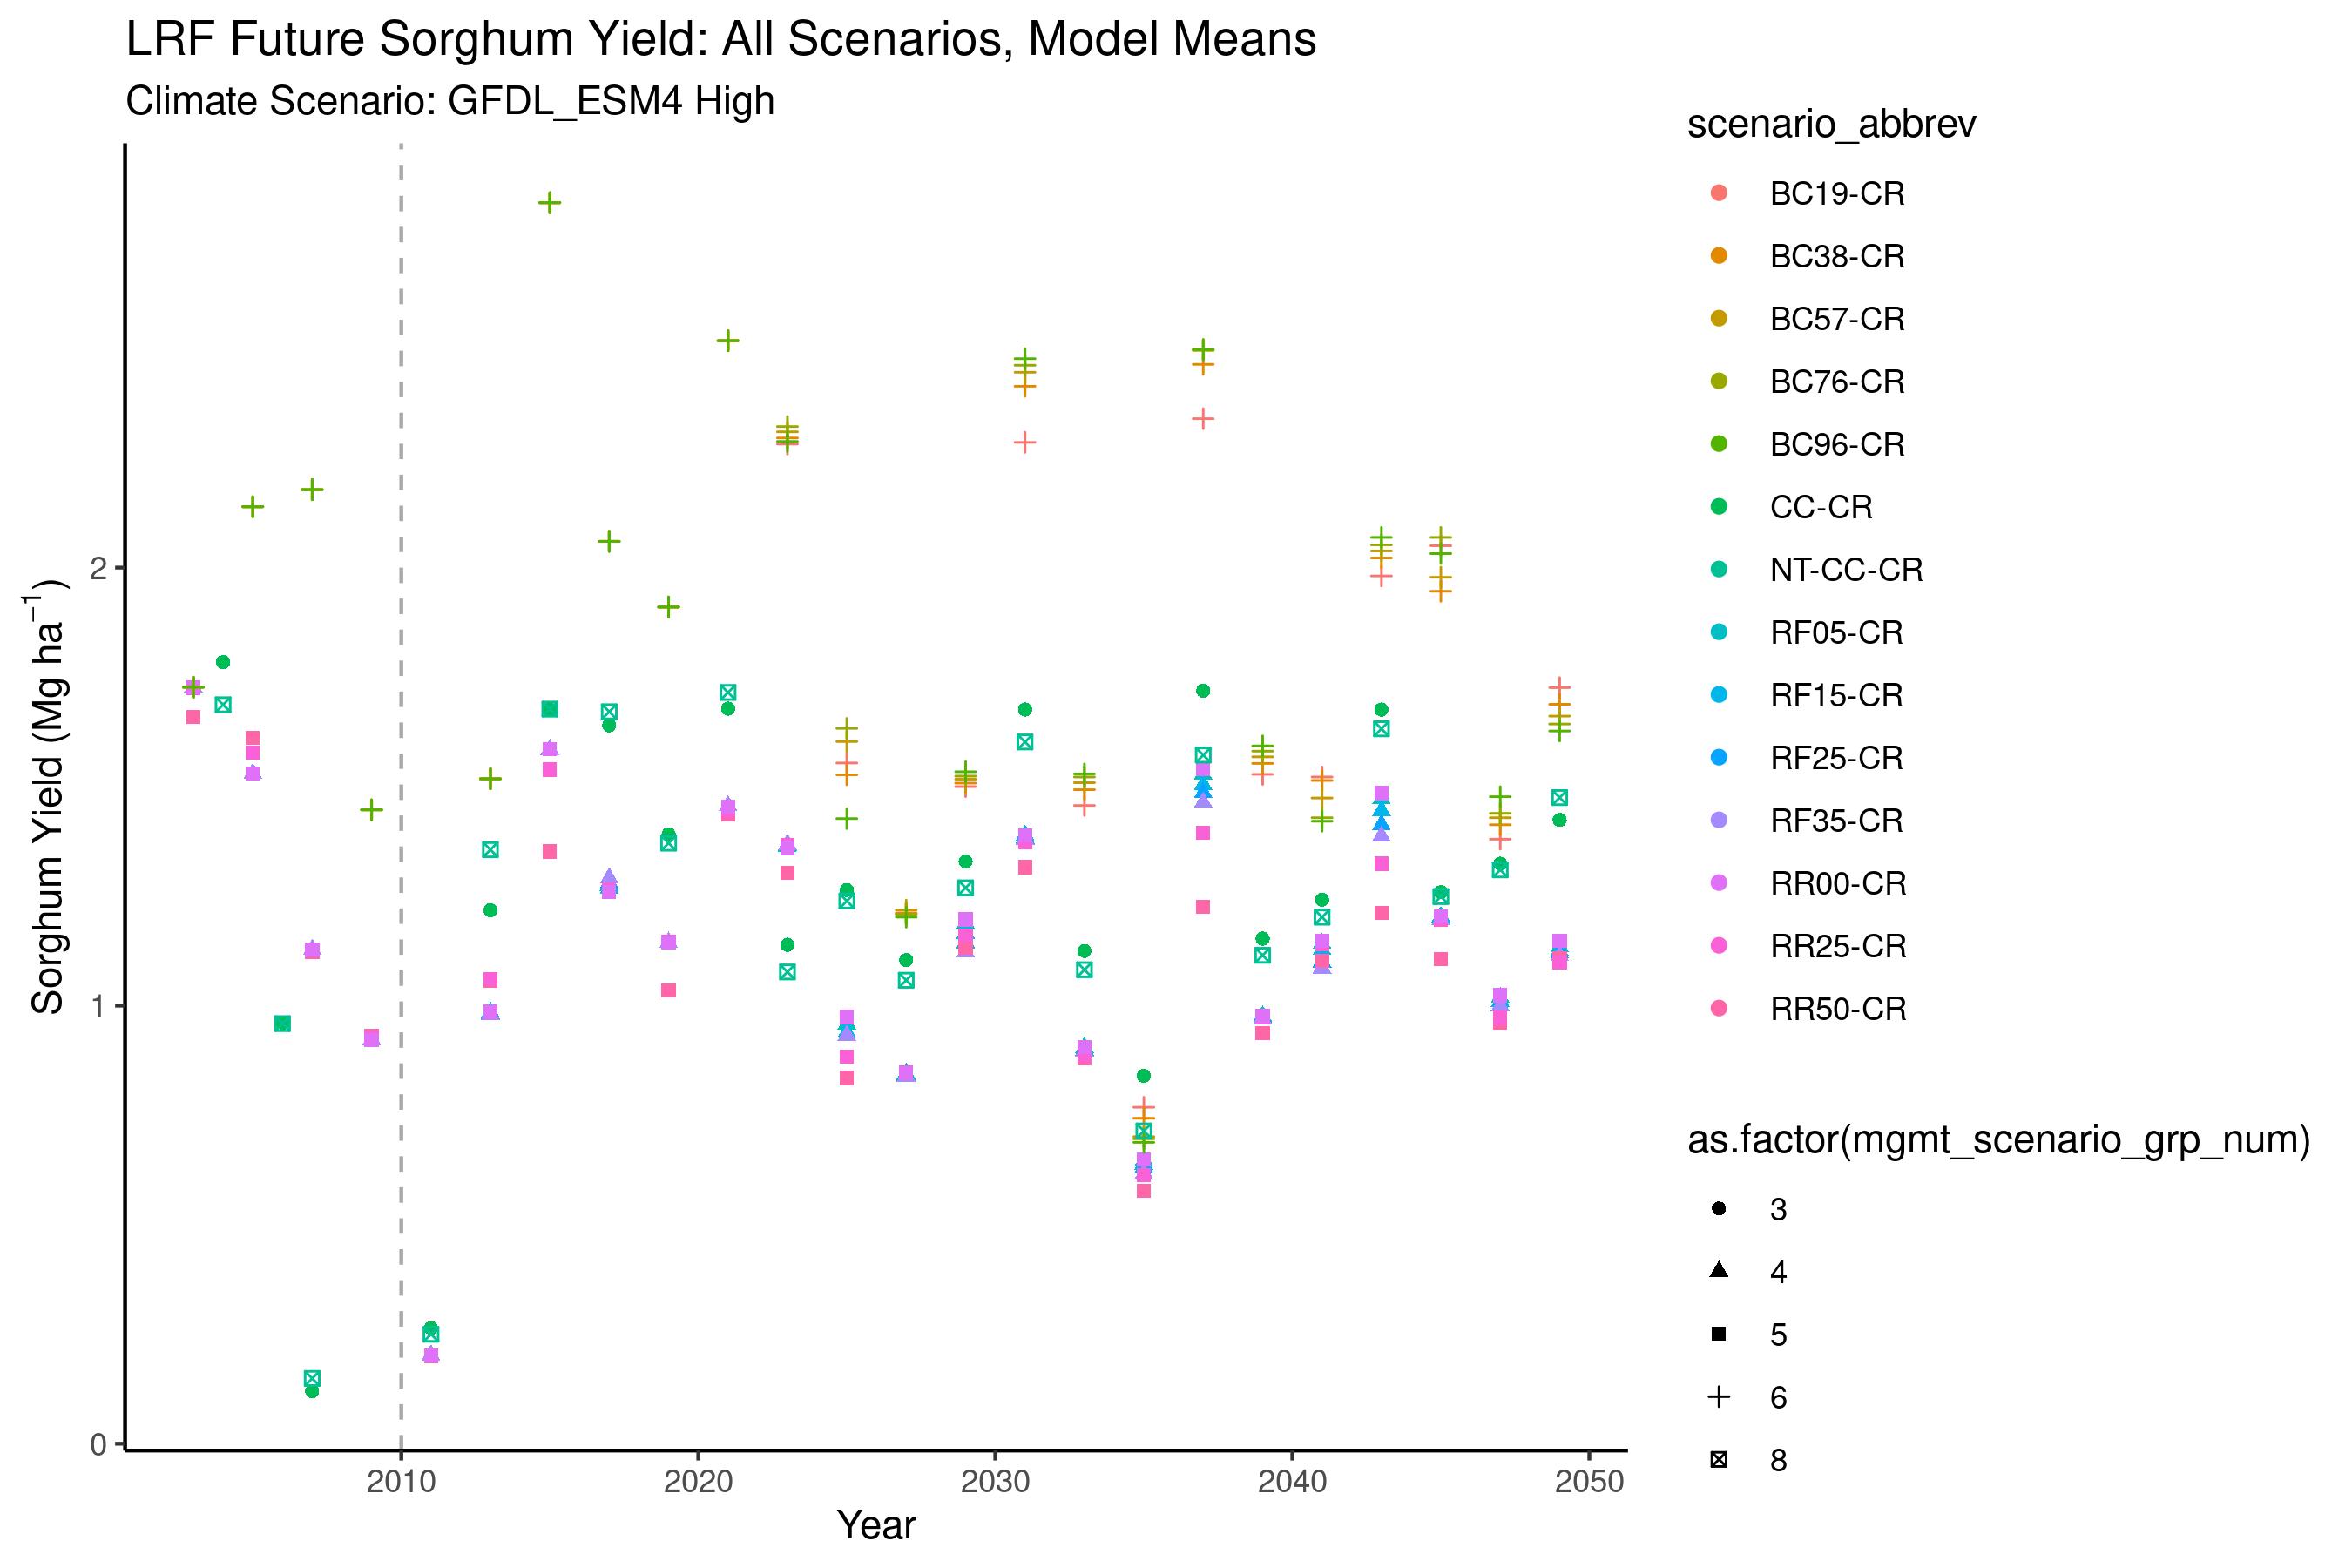 LRF Future Sorghum Yield: All Scenarios, Model Means
Climate Scenario: GFDL_ESM4 High
Sorghum Yield (Mg ha⁻¹)
2
1
0
2010
2020
2030
2040
2050
Year
scenario_abbrev
BC19-CR
BC38-CR
BC57-CR
BC76-CR
BC96-CR
CC-CR
NT-CC-CR
RF05-CR
RF15-CR
RF25-CR
RF35-CR
RR00-CR
RR25-CR
RR50-CR
as.factor(mgmt_scenario_grp_num)
3
4
5
6
8